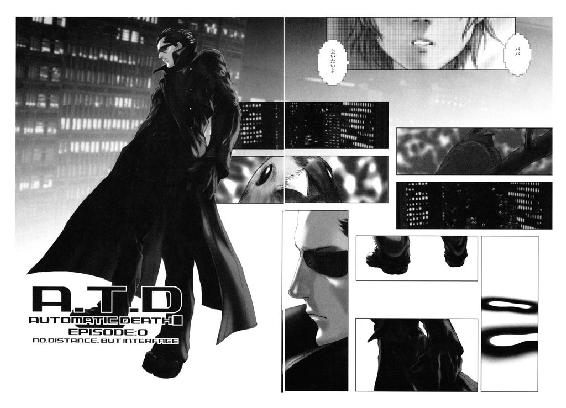 A.T.D
AUTOMATIC DEATH
EPISODE:0
NO DISTANCE, BUT INTERFACE